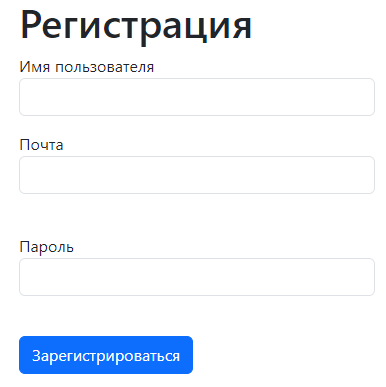 Регистрация
Имя пользователя
Почта
Пароль
Зарегистрироваться